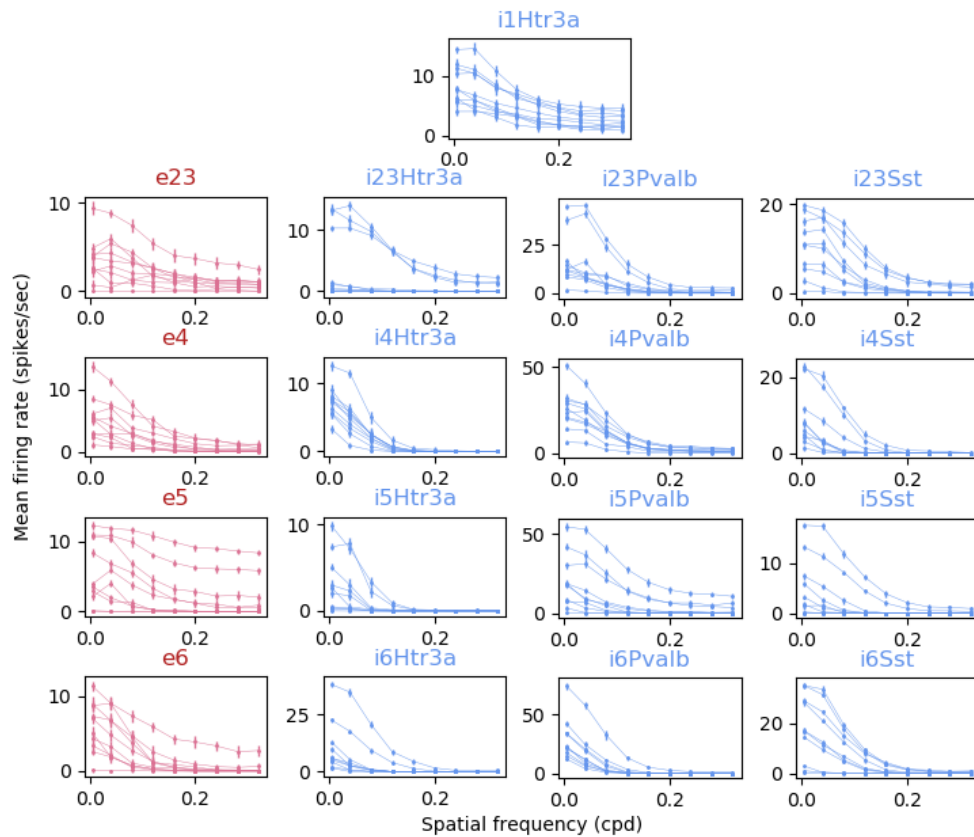 i1Htr3a
10
0
0.0 0.2
e23 i23Htr3a i23Pvalb i23Sst
10 10 25 20
0 0 0 10
0
0.0 0.2 0.0 0.2 0.0 0.2 0.0 0.2
e4 i4Htr3a i4Pvalb i4Sst
10 10 50 20
0 0 25 10
0 0
0.0 0.2 0.0 0.2 0.0 0.2 0.0 0.2
e5 i5Htr3a i5Pvalb i5Sst
10 10 50 10
0 5 0 0
0
0.0 0.2 0.0 0.2 0.0 0.2 0.0 0.2
e6 i6Htr3a i6Pvalb i6Sst
10 25 50 20
0 0 0 0
0.0 0.2 0.0 0.2 0.0 0.2 0.0 0.2
Mean firing rate (spikes/sec)
Spatial frequency (cpd)